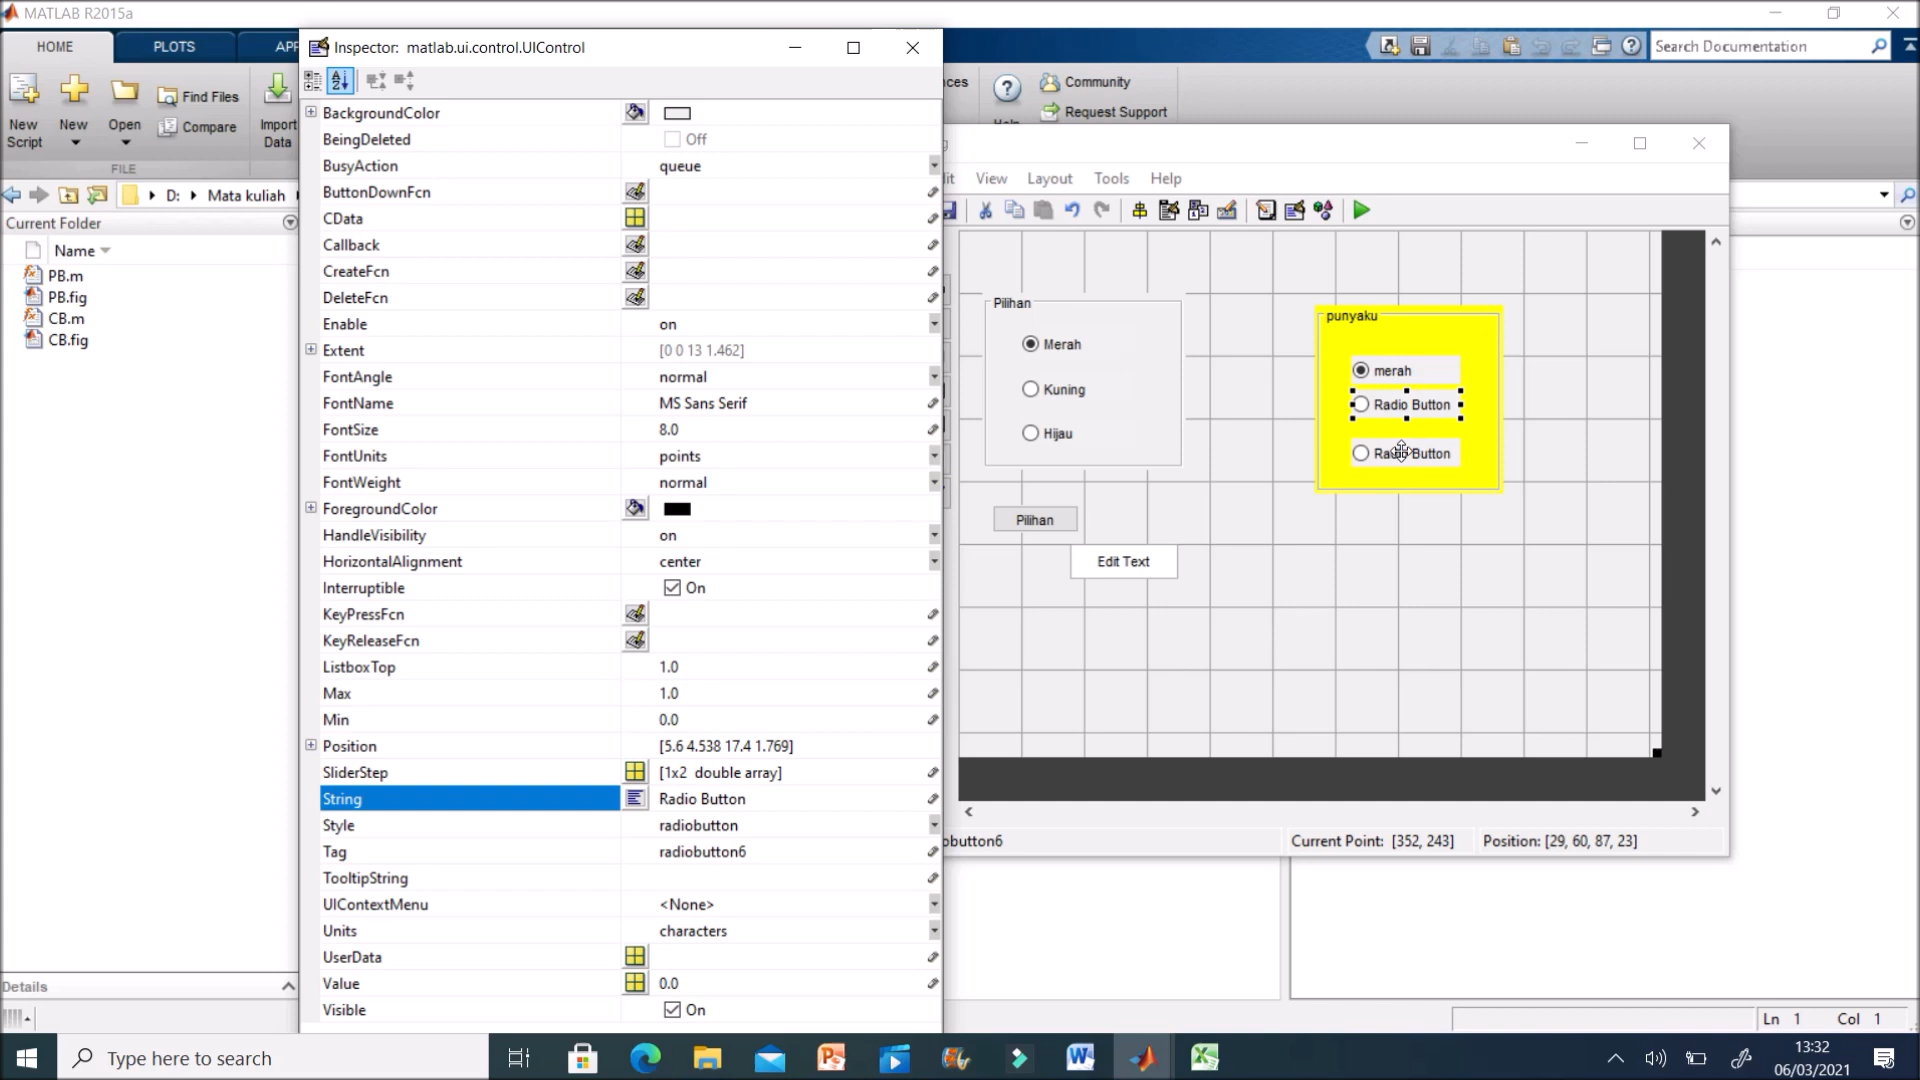 MATLAB R2015a
HOME
PLOTS
APP
Search Documentation
New Script
New
Open
Find Files
Compare
Import Data
FILE
Community
Request Support
D:
Mata kuliah
Current Folder
Name
PB.m
PB.fig
CB.m
CB.fig
Details
Inspector: matlab.ui.control.UIControl
BackgroundColor
BeingDeleted Off
BusyAction queue
ButtonDownFcn
CData
Callback
CreateFcn
DeleteFcn
Enable on
Extent [0 0 13 1.462]
FontAngle normal
FontName MS Sans Serif
FontSize 8.0
FontUnits points
FontWeight normal
ForegroundColor
HandleVisibility on
HorizontalAlignment center
Interruptible On
KeyPressFcn
KeyReleaseFcn
ListboxTop 1.0
Max 1.0
Min 0.0
Position [5.6 4.538 17.4 1.769]
SliderStep [1x2 double array]
String Radio Button
Style radiobutton
Tag radiobutton6
TooltipString
UIContextMenu <None>
Units characters
UserData
Value 0.0
Visible On
View Layout Tools Help
Pilihan
Merah
Kuning
Hijau
Pilihan
Edit Text
punyaku
merah
Radio Button
Radio Button
obutton6
Current Point: [352, 243]
Position: [29, 60, 87, 23]
Ln 1 Col 1
Type here to search
13:32
06/03/2021